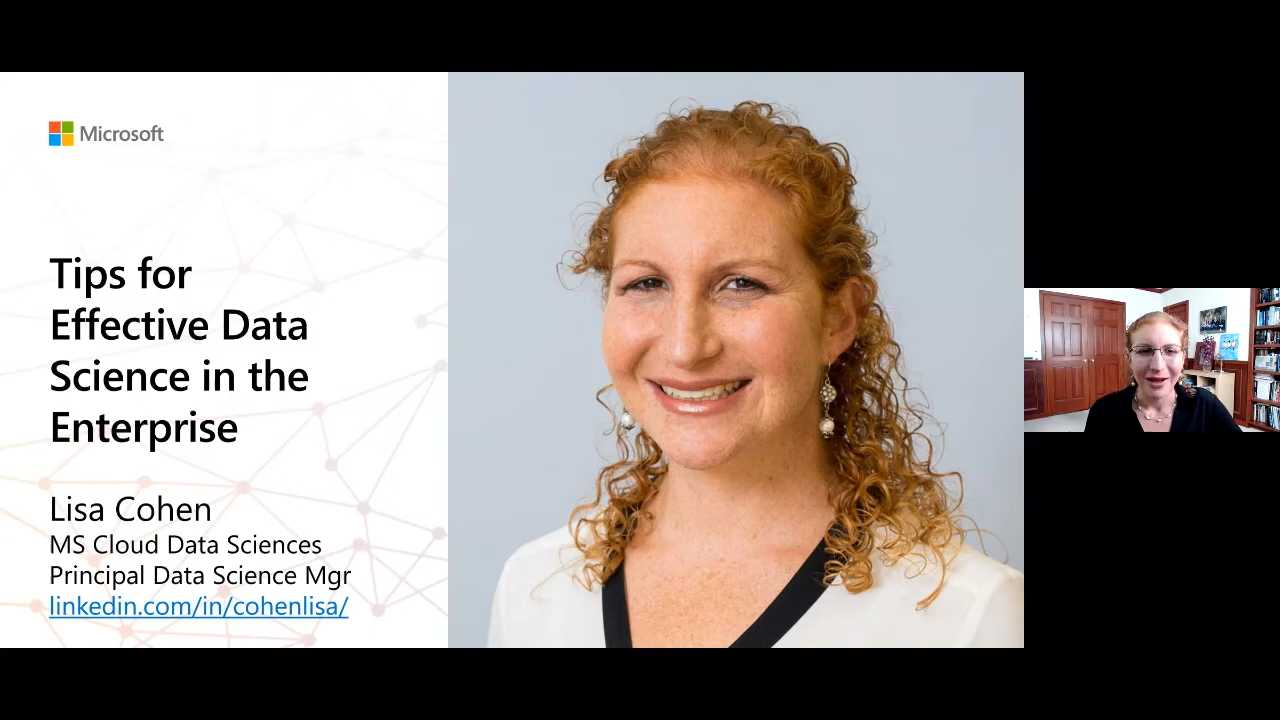 Microsoft
Tips for
Effective Data
Science in the
Enterprise
Lisa Cohen
MS Cloud Data Sciences
Principal Data Science Mgr
linkedin.com/in/cohenlisa/